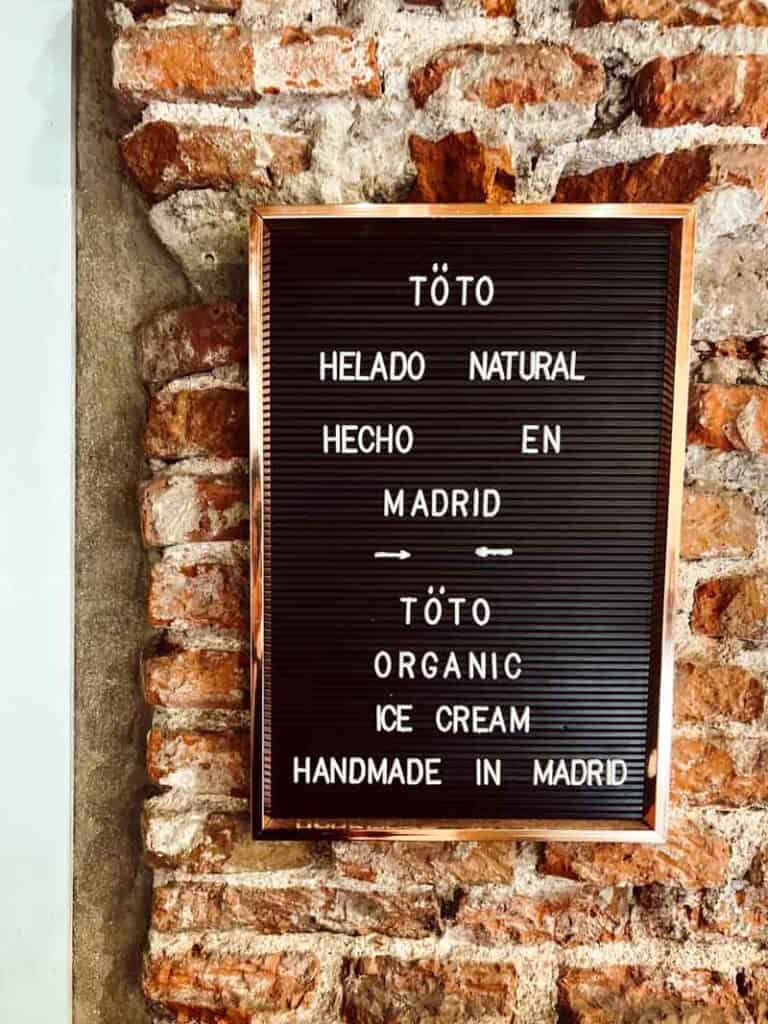 TÖTO
HELADO NATURAL
HECHO EN
MADRID
→ ←
TÖTO
ORGANIC
ICE CREAM
HANDMADE IN MADRID